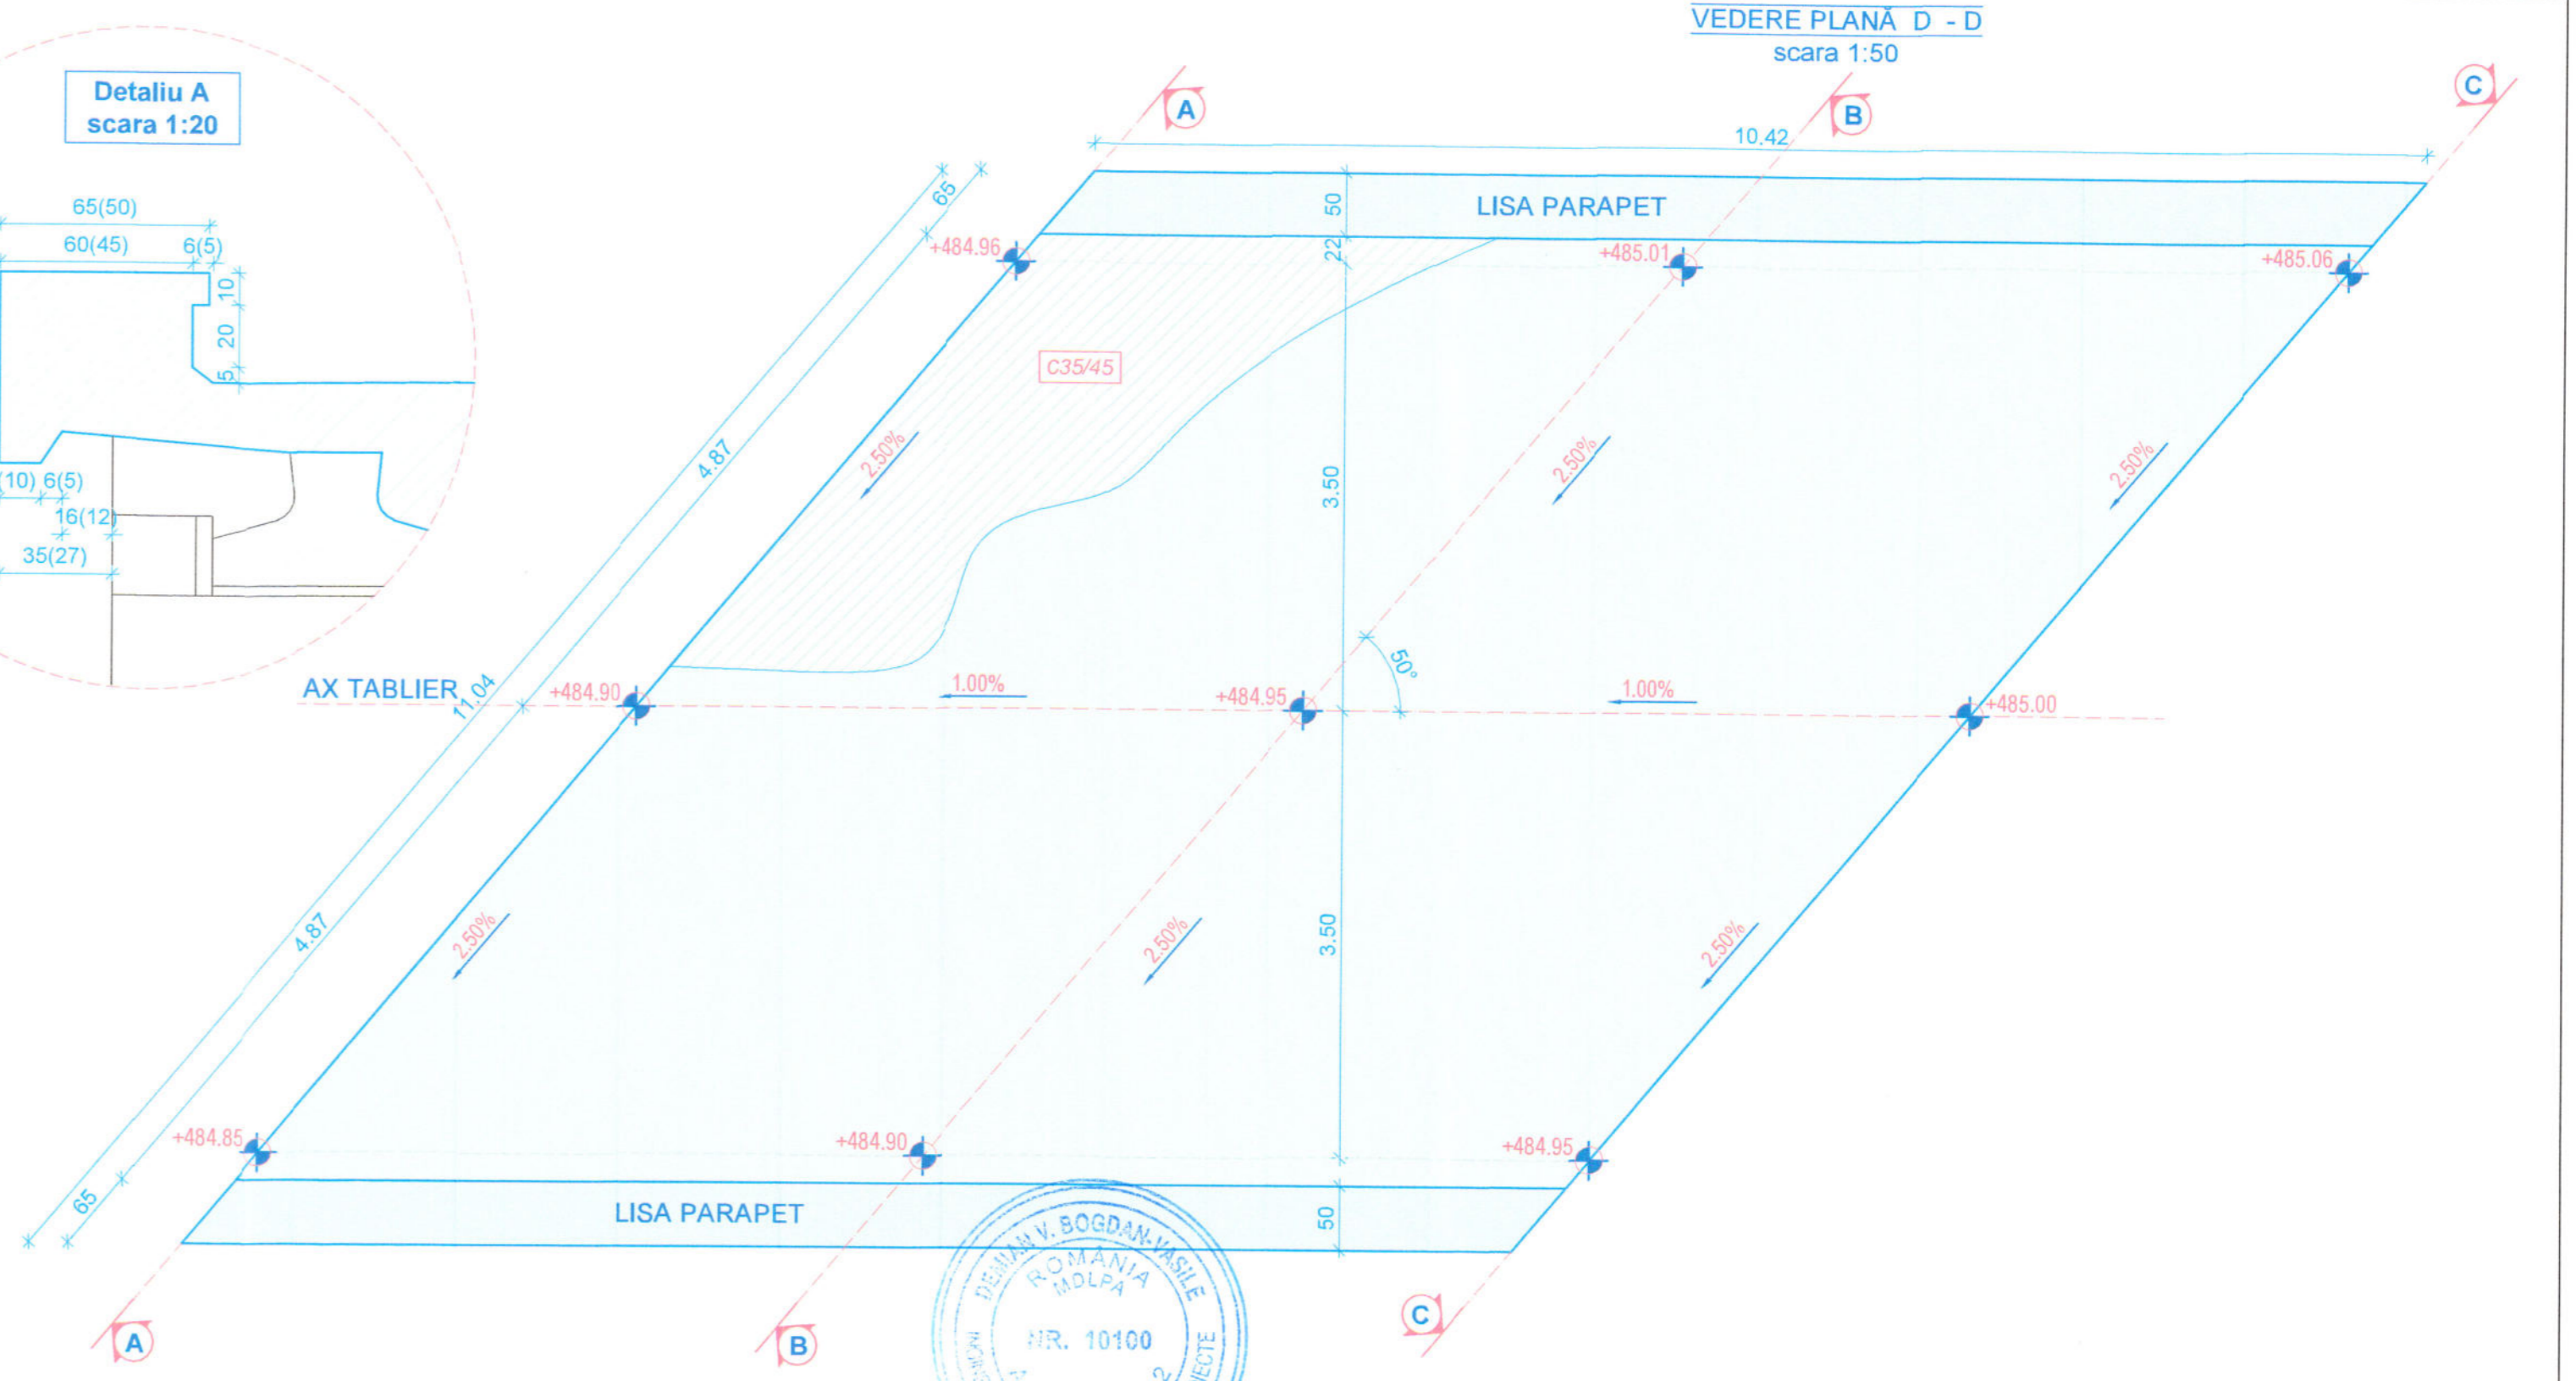 VEDERE PLANĂ D - D
scara 1:50
Detaliu A
scara 1:20
A
B
C
10.42
65(50)
60(45)
6(5)
10
20
5
(10)
6(5)
16(12)
35(27)
65
50
LISA PARAPET
22
+484.96
+485.01
+485.06
C35/45
4.87
2.50%
2.50%
2.50%
3.50
50°
AX TABLIER
11.04
+484.90
1.00%
+484.95
1.00%
+485.00
4.87
2.50%
2.50%
2.50%
3.50
+484.85
+484.90
+484.95
65
LISA PARAPET
50
DEMIAN V. BOGDAN-VASILE
ROMÂNIA
MDLPA
NR. 10100
A
B
C